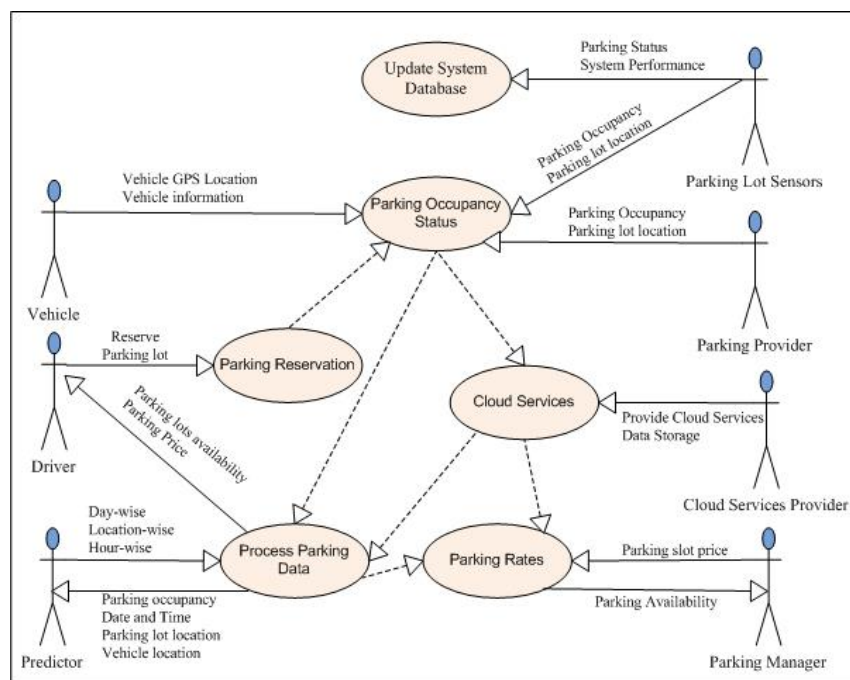 Update System
Database
Parking Status
System Performance
Parking Occupancy
Parking lot location
Parking Lot Sensors
Vehicle GPS Location
Vehicle information
Parking Occupancy
Status
Parking Occupancy
Parking lot location
Vehicle
Parking Provider
Reserve
Parking lot
Parking Reservation
Parking lots availability
Parking Price
Driver
Cloud Services
Provide Cloud Services
Data Storage
Cloud Services Provider
Day-wise
Location-wise
Hour-wise
Process Parking
Data
Parking Rates
Parking slot price
Parking Availability
Parking occupancy
Date and Time
Parking lot location
Vehicle location
Predictor
Parking Manager